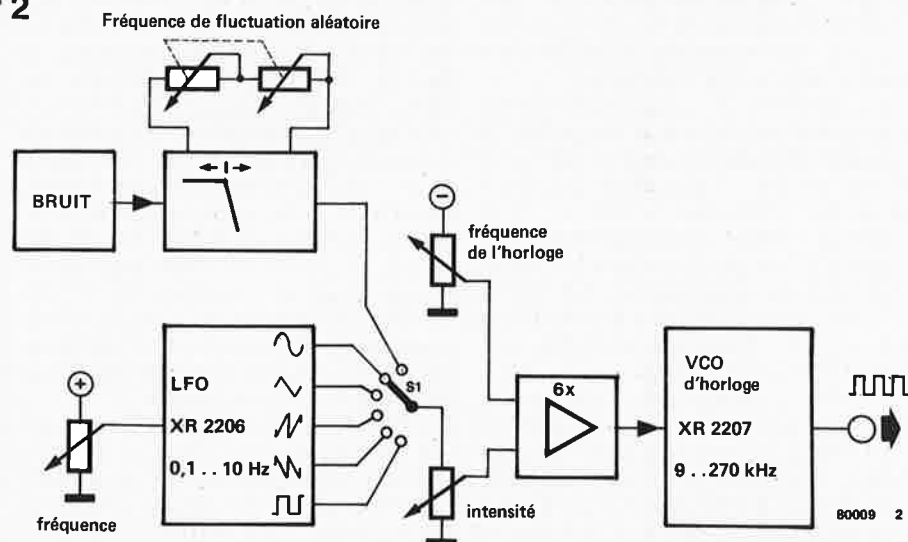 2
Fréquence de fluctuation aléatoire
BRUIT
fréquence
de l'horloge
LFO
XR 2206
0,1 . . 10 Hz
S1
6x
VCO
d'horloge
XR 2207
9 . . 270 kHz
fréquence
intensité
80009 2